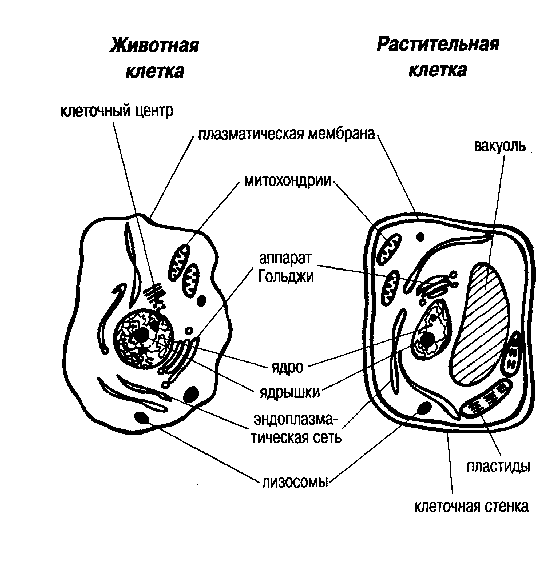 Животная
клетка
Растительная
клетка
клеточный центр
плазматическая мембрана
вакуоль
митохондрии
аппарат
Гольджи
ядро
ядрышки
эндоплазма-
тическая сеть
лизосомы
пластиды
клеточная стенка